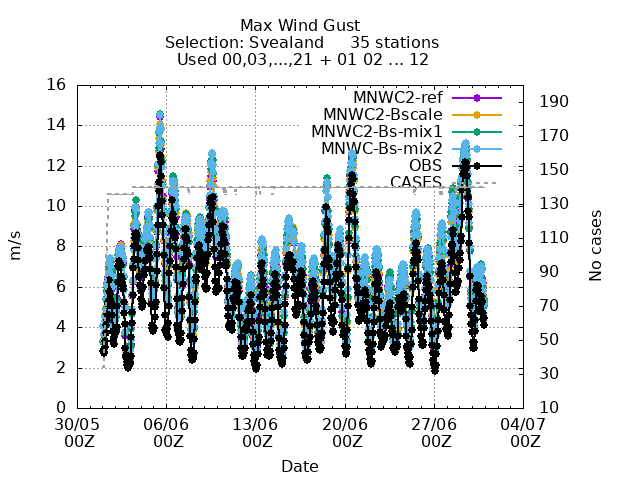 Max Wind Gust
Selection: Svealand     35 stations
Used 00,03,...,21 + 01 02 ... 12
MNWC2-ref
MNWC2-Bscale
MNWC2-Bs-mix1
MNWC-Bs-mix2
OBS
CASES
16
14
12
10
8
6
4
2
0
m/s
190
170
150
130
110
90
70
50
30
10
No cases
30/05 06/06 13/06 20/06 27/06 04/07
00Z 00Z 00Z 00Z 00Z 00Z
Date